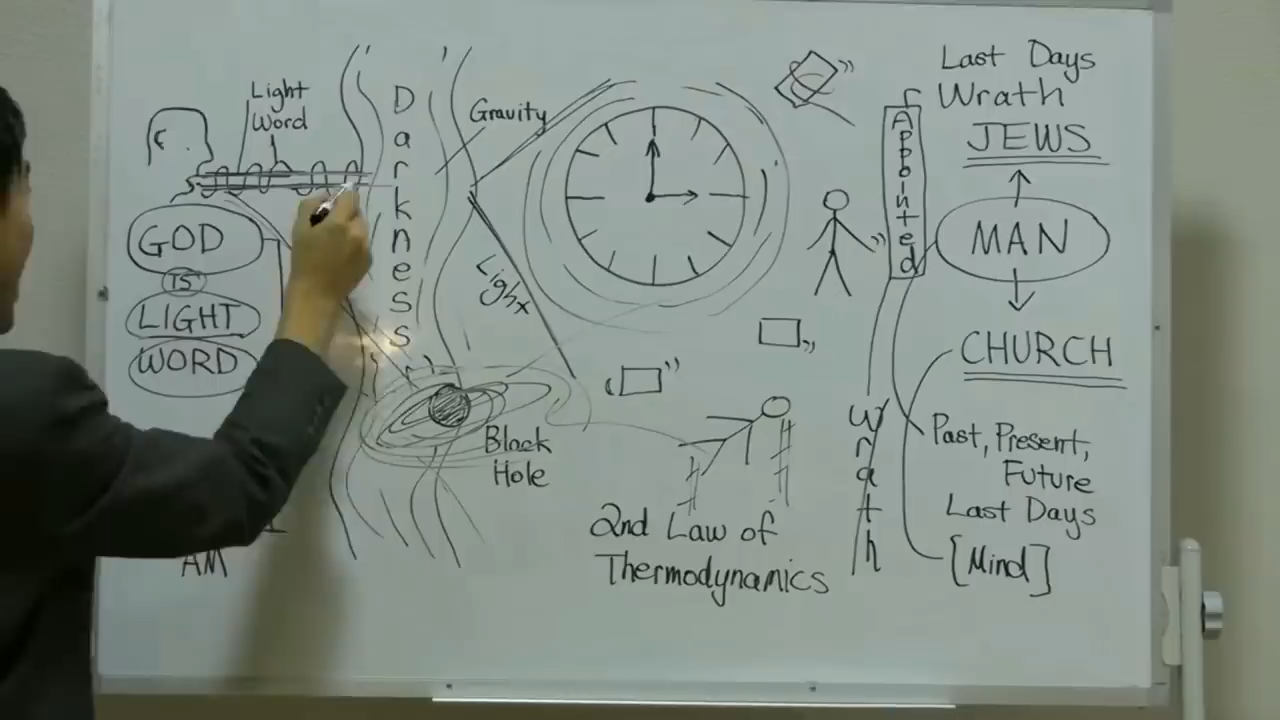 Light
Word
GOD
IS
LIGHT
WORD
AM
Darkness
Gravity
Light
Black
Hole
2nd Law of
Thermodynamics
Appointed
Wrath
Last Days
Wrath
JEWS
MAN
CHURCH
Past, Present,
Future
Last Days
[Mind]